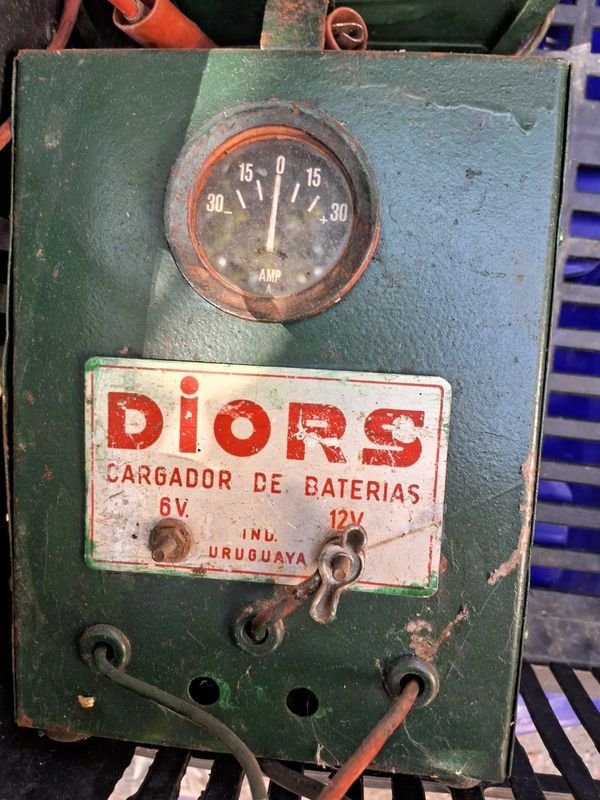 15 0 15
30 – + 30
AMP
DiORS
CARGADOR DE BATERIAS
6V. 12V
IND.
URUGUAYA